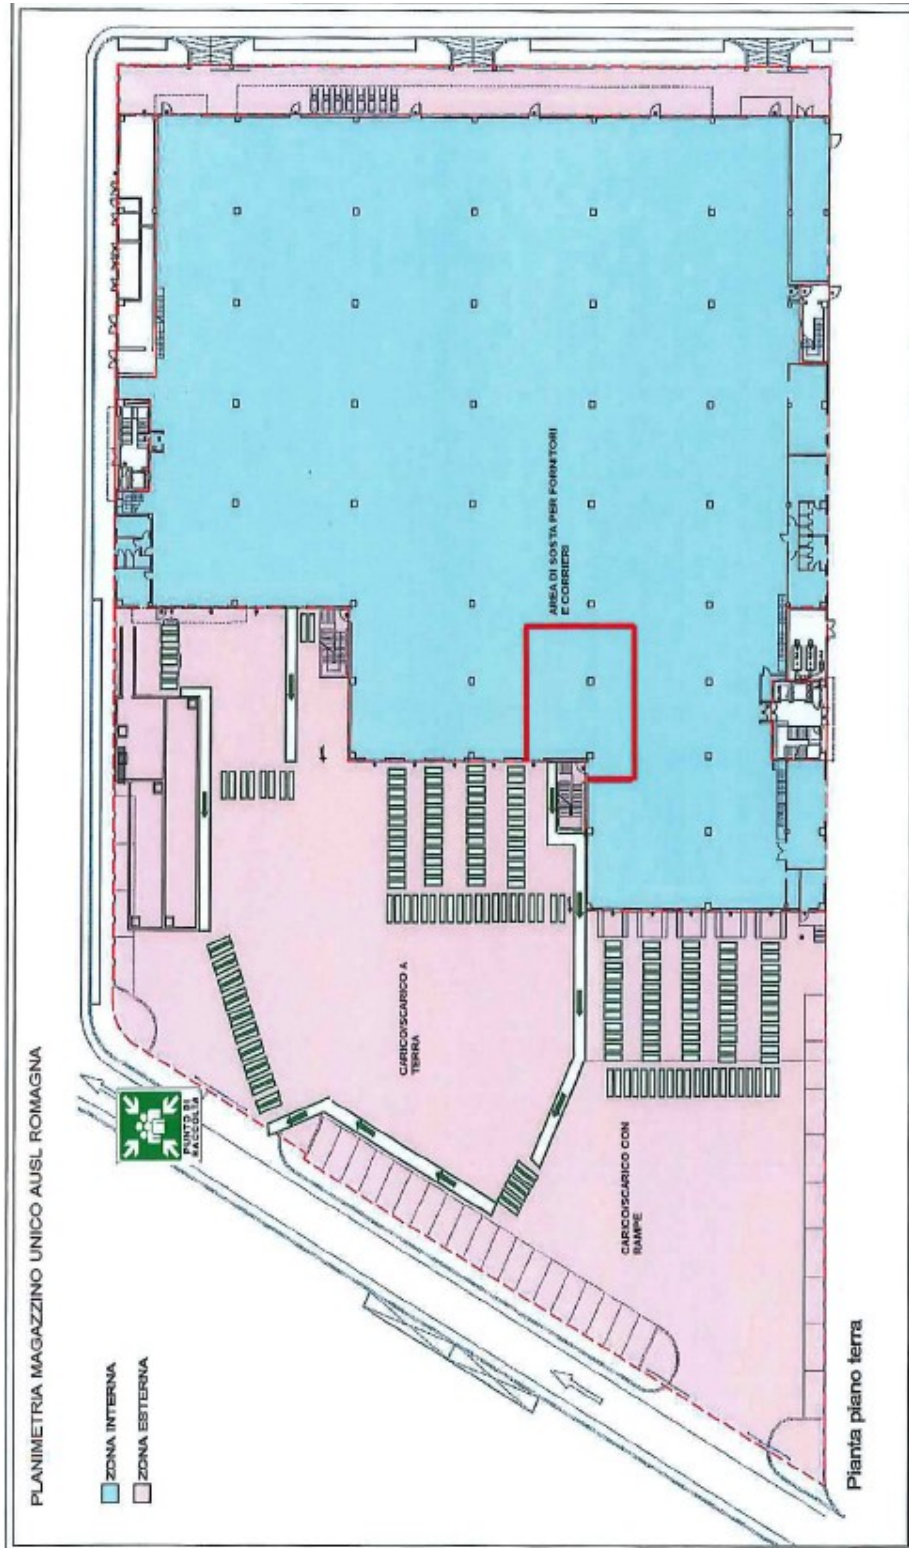 PLANIMETRIA MAGAZZINO UNICO AUSL ROMAGNA
ZONA INTERNA
ZONA ESTERNA
PUNTO DI
RACCOLTA
CARICO/SCARICO A
TERRA
AREA DI SOSTA PER FORNITORI
E CORRIERI
CARICO/SCARICO CON
RAMPE
Pianta piano terra